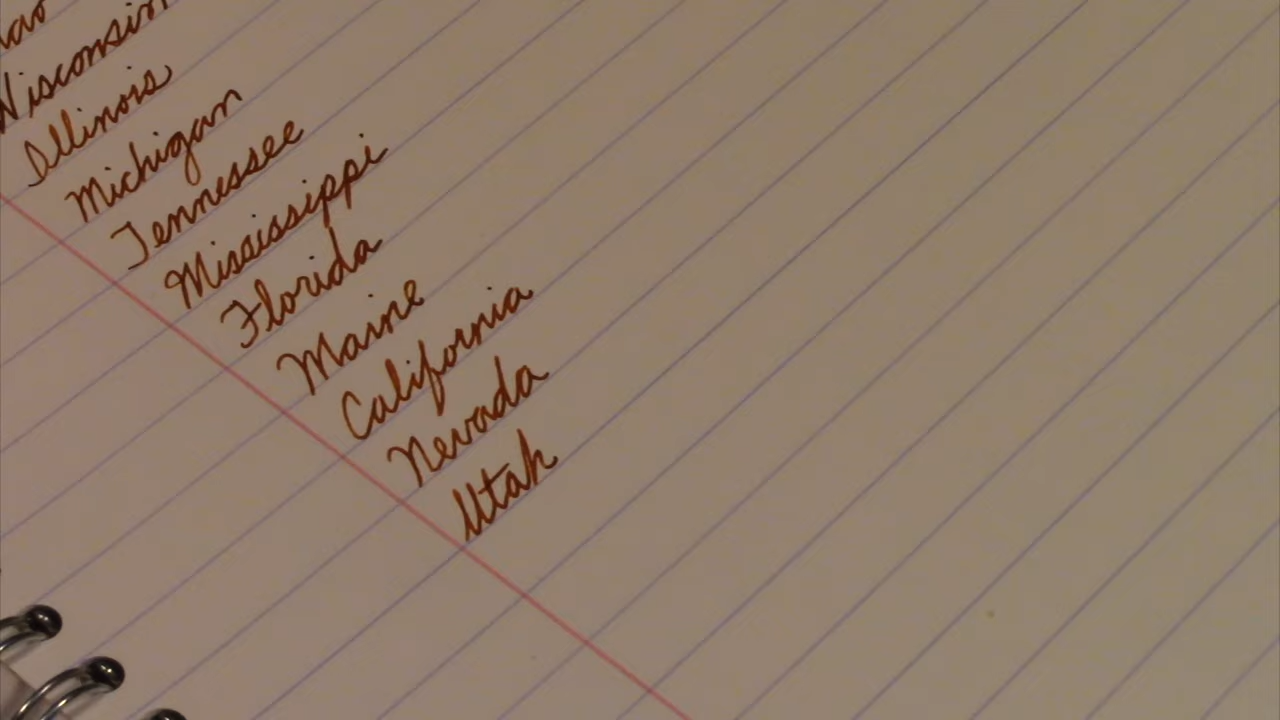 Wisconsin
Illinois
Michigan
Tennessee
Mississippi
Florida
Maine
California
Nevada
Utah